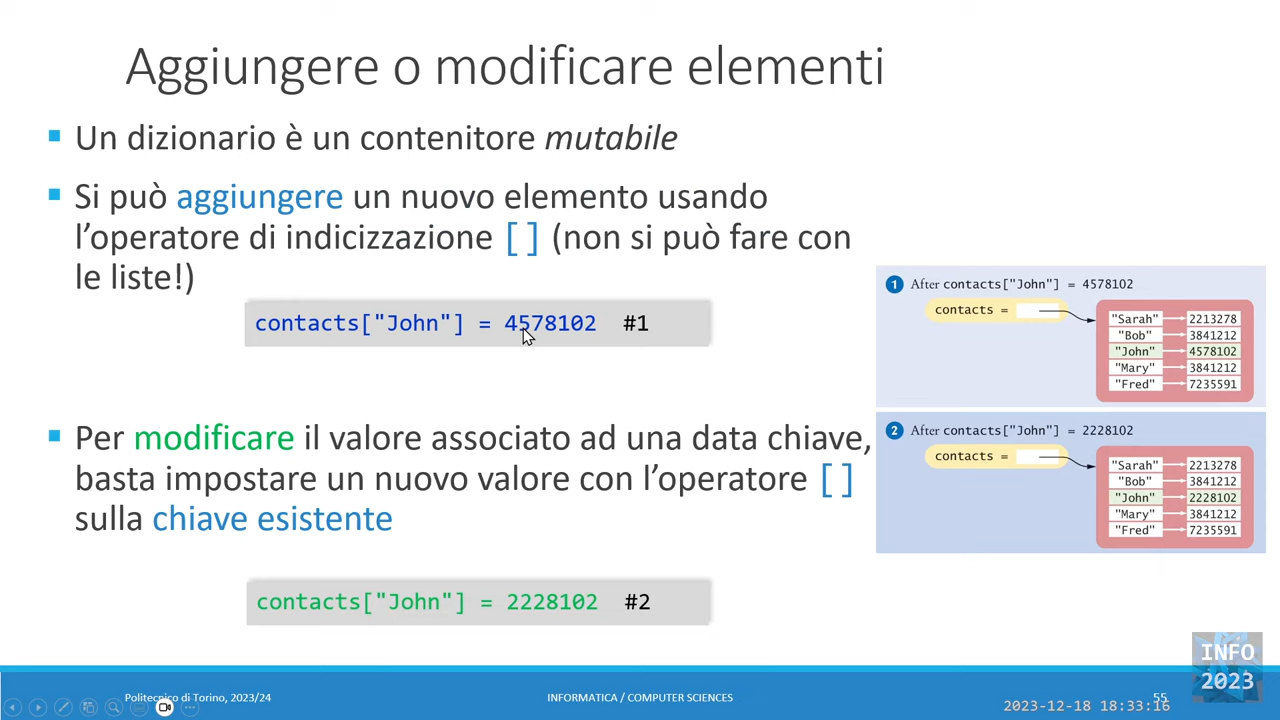 Aggiungere o modificare elementi
▪ Un dizionario è un contenitore mutabile
▪ Si può aggiungere un nuovo elemento usando
l’operatore di indicizzazione [] (non si può fare con
le liste!)
contacts["John"] = 4578102 #1
▪ Per modificare il valore associato ad una data chiave,
basta impostare un nuovo valore con l’operatore []
sulla chiave esistente
contacts["John"] = 2228102 #2
1 After contacts["John"] = 4578102
contacts =
"Sarah" 2213278
"Bob" 3841212
"John" 4578102
"Mary" 3841212
"Fred" 7235591
2 After contacts["John"] = 2228102
contacts =
"Sarah" 2213278
"Bob" 3841212
"John" 2228102
"Mary" 3841212
"Fred" 7235591
INFO
2023
Politecnico di Torino, 2023/24 INFORMATICA / COMPUTER SCIENCES 55
2023-12-18 18:33:16